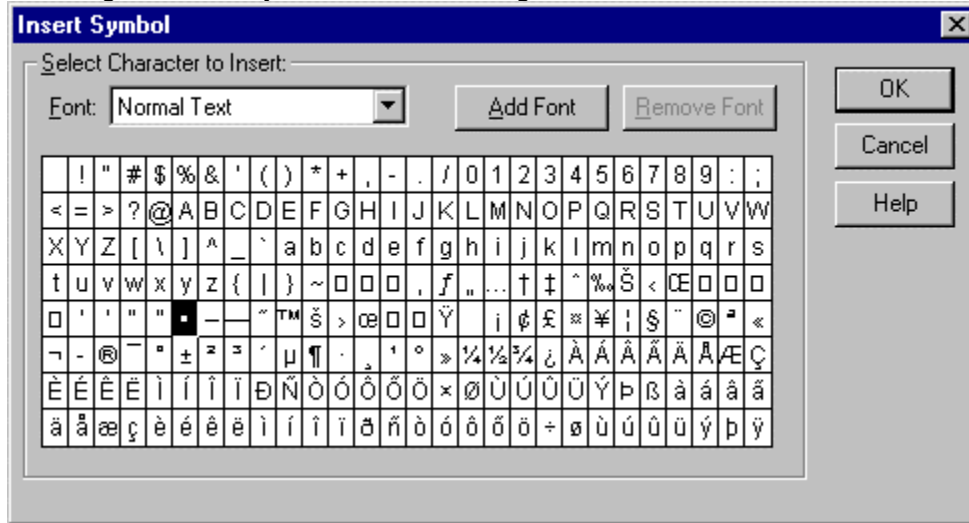 Insert Symbol
Select Character to Insert:
Font: Normal Text Add Font Remove Font
OK
Cancel
Help
! " # $ % & ' ( ) * + , - . / 0 1 2 3 4 5 6 7 8 9 : ;
< = > ? @ A B C D E F G H I J K L M N O P Q R S T U V W
X Y Z [ \ ] ^ _ ` a b c d e f g h i j k l m n o p q r s
t u v w x y z { | } ~ □ □ □ ‚ ƒ „ … † ‡ ˆ ‰ Š ‹ Œ □ □ □
□ ' ' " " • – — ˜ ™ š › œ □ □ Ÿ ¡ ¢ £ ¤ ¥ ¦ § ¨ © ª «
¬ - ® ¯ ° ± ² ³ ´ µ ¶ · ¸ ¹ º » ¼ ½ ¾ ¿ À Á Â Ã Ä Å Æ Ç
È É Ê Ë Ì Í Î Ï Ð Ñ Ò Ó Ô Õ Ö × Ø Ù Ú Û Ü Ý Þ ß à á â ã
ä å æ ç è é ê ë ì í î ï ð ñ ò ó ô õ ö ÷ ø ù ú û ü ý þ ÿ